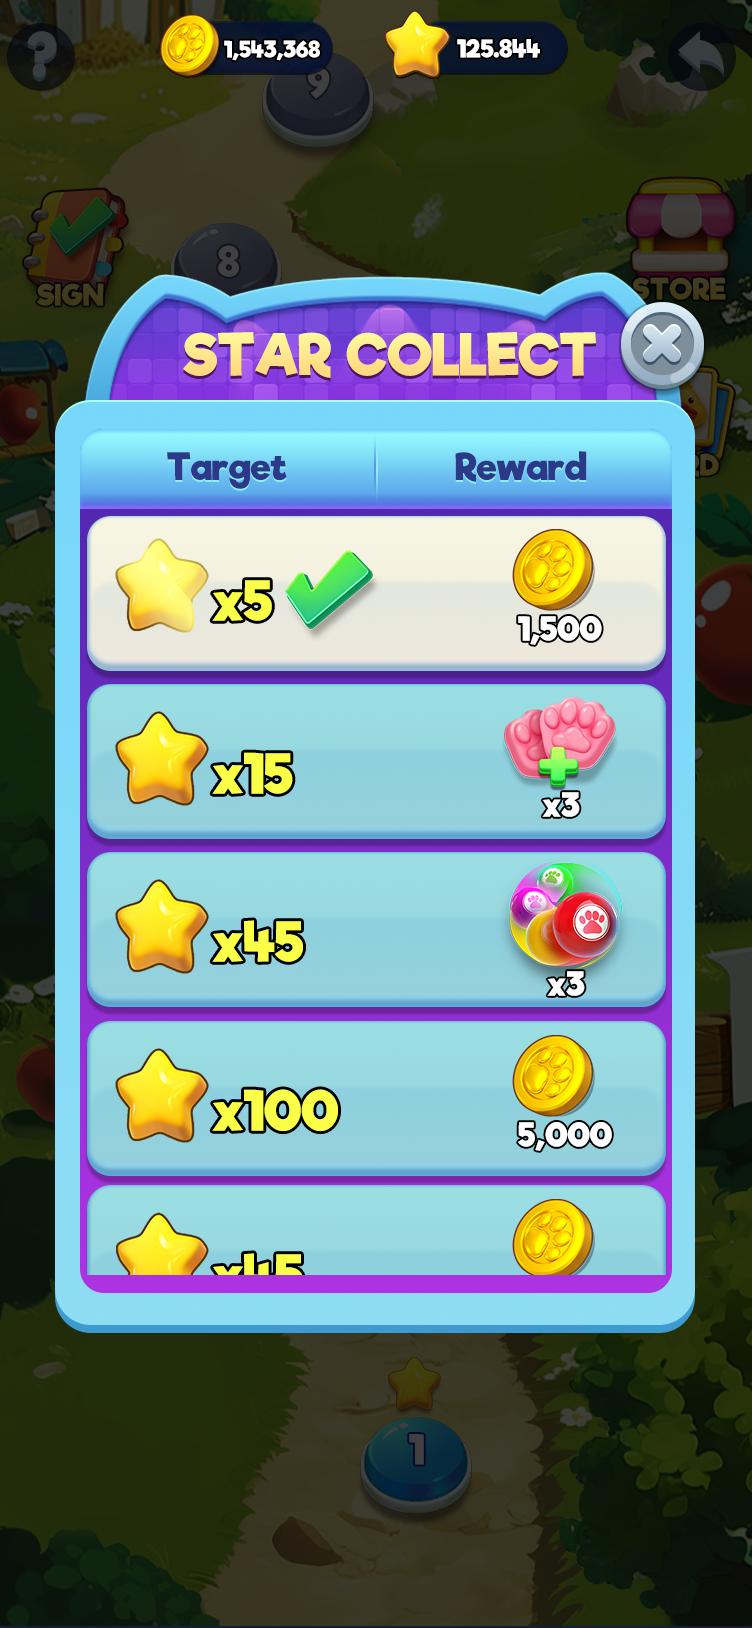 ?
1,543,368
125.844
9
8
SIGN
STORE
STAR COLLECT
Target
Reward
x5
1,500
x15
x3
x45
x3
x100
5,000
x45
1